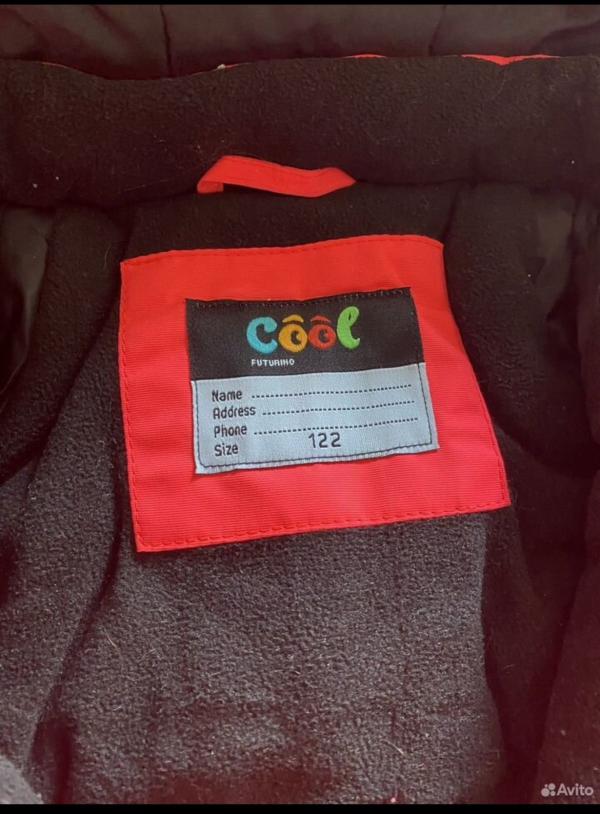 Côôl
FUTURINO
Name
Address
Phone
Size 122
Avito